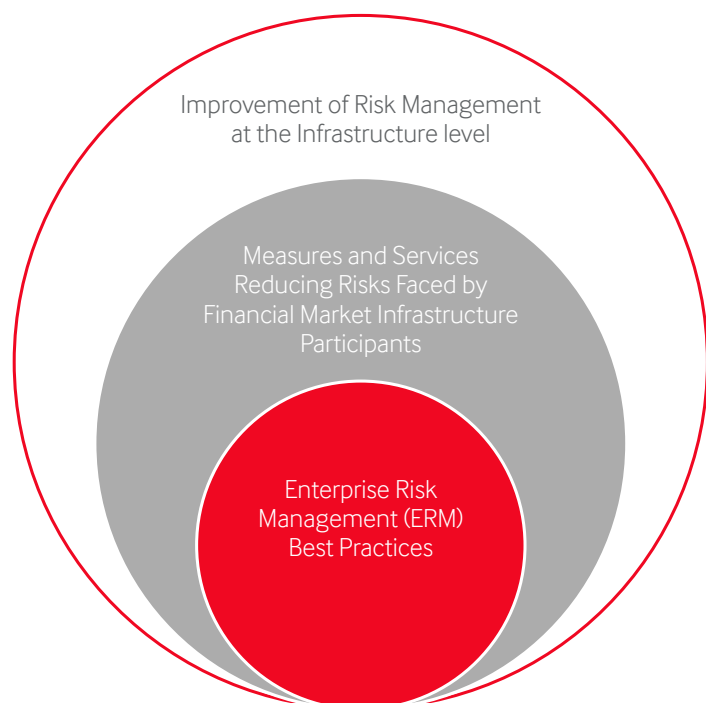 Improvement of Risk Management
at the Infrastructure level
Measures and Services
Reducing Risks Faced by
Financial Market Infrastructure
Participants
Enterprise Risk
Management (ERM)
Best Practices